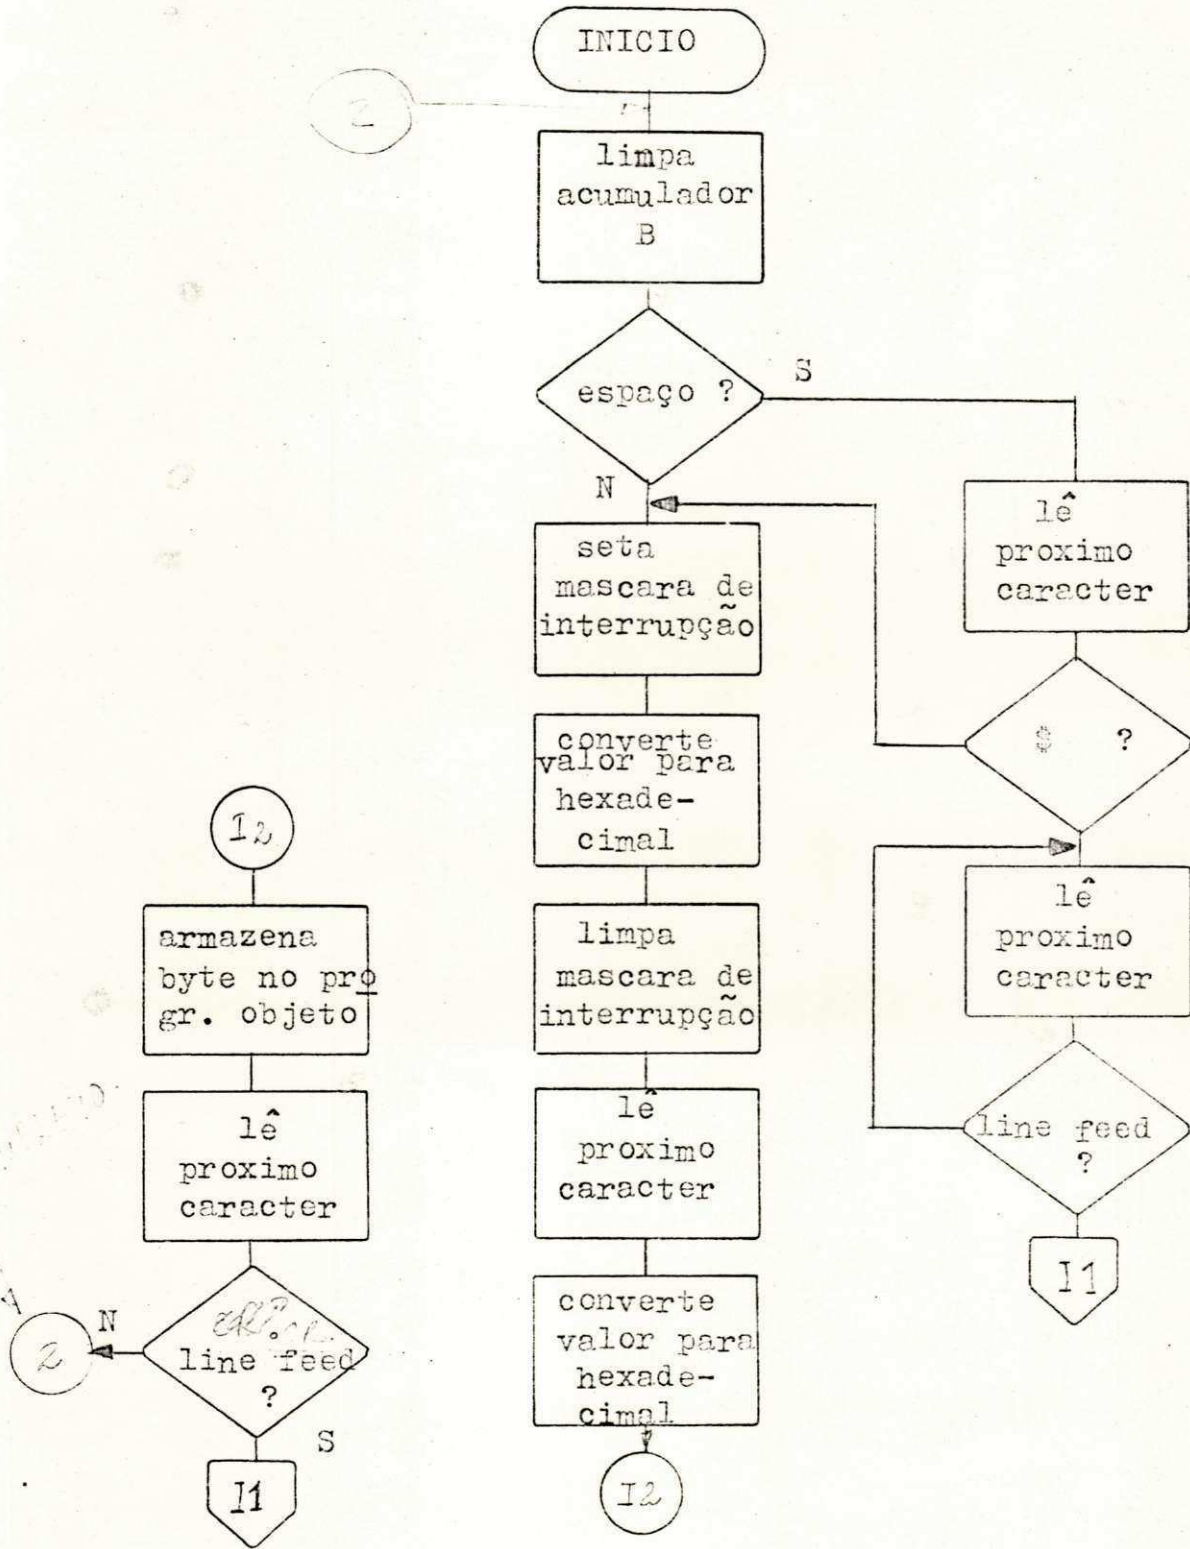 INICIO
2
limpa
acumulador
B
espaço ?
S
N
seta
mascara de
interrupção
lê
proximo
caracter
?
converte
valor para
hexade-
cimal
limpa
mascara de
interrupção
lê
proximo
caracter
line feed
?
I1
lê
proximo
caracter
converte
valor para
hexade-
cimal
I2
I2
armazena
byte no pro
gr. objeto
lê
proximo
caracter
line feed
?
N
2
S
I1